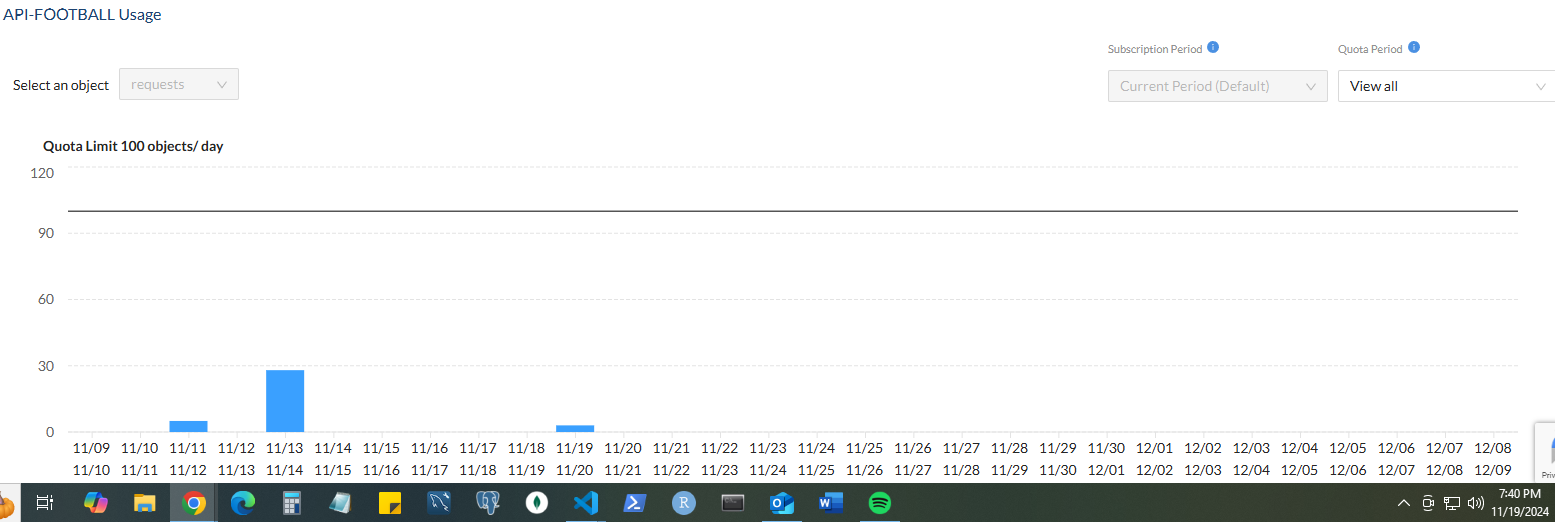 API-FOOTBALL Usage
Subscription Period
Quota Period
Select an object
requests
Current Period (Default)
View all
Quota Limit 100 objects/ day
120
90
60
30
0
11/09 11/10 11/11 11/12 11/13 11/14 11/15 11/16 11/17 11/18 11/19 11/20 11/21 11/22 11/23 11/24 11/25 11/26 11/27 11/28 11/29 11/30 12/01 12/02 12/03 12/04 12/05 12/06 12/07 12/08
11/10 11/11 11/12 11/13 11/14 11/15 11/16 11/17 11/18 11/19 11/20 11/21 11/22 11/23 11/24 11/25 11/26 11/27 11/28 11/29 11/30 12/01 12/02 12/03 12/04 12/05 12/06 12/07 12/08 12/09
7:40 PM
11/19/2024